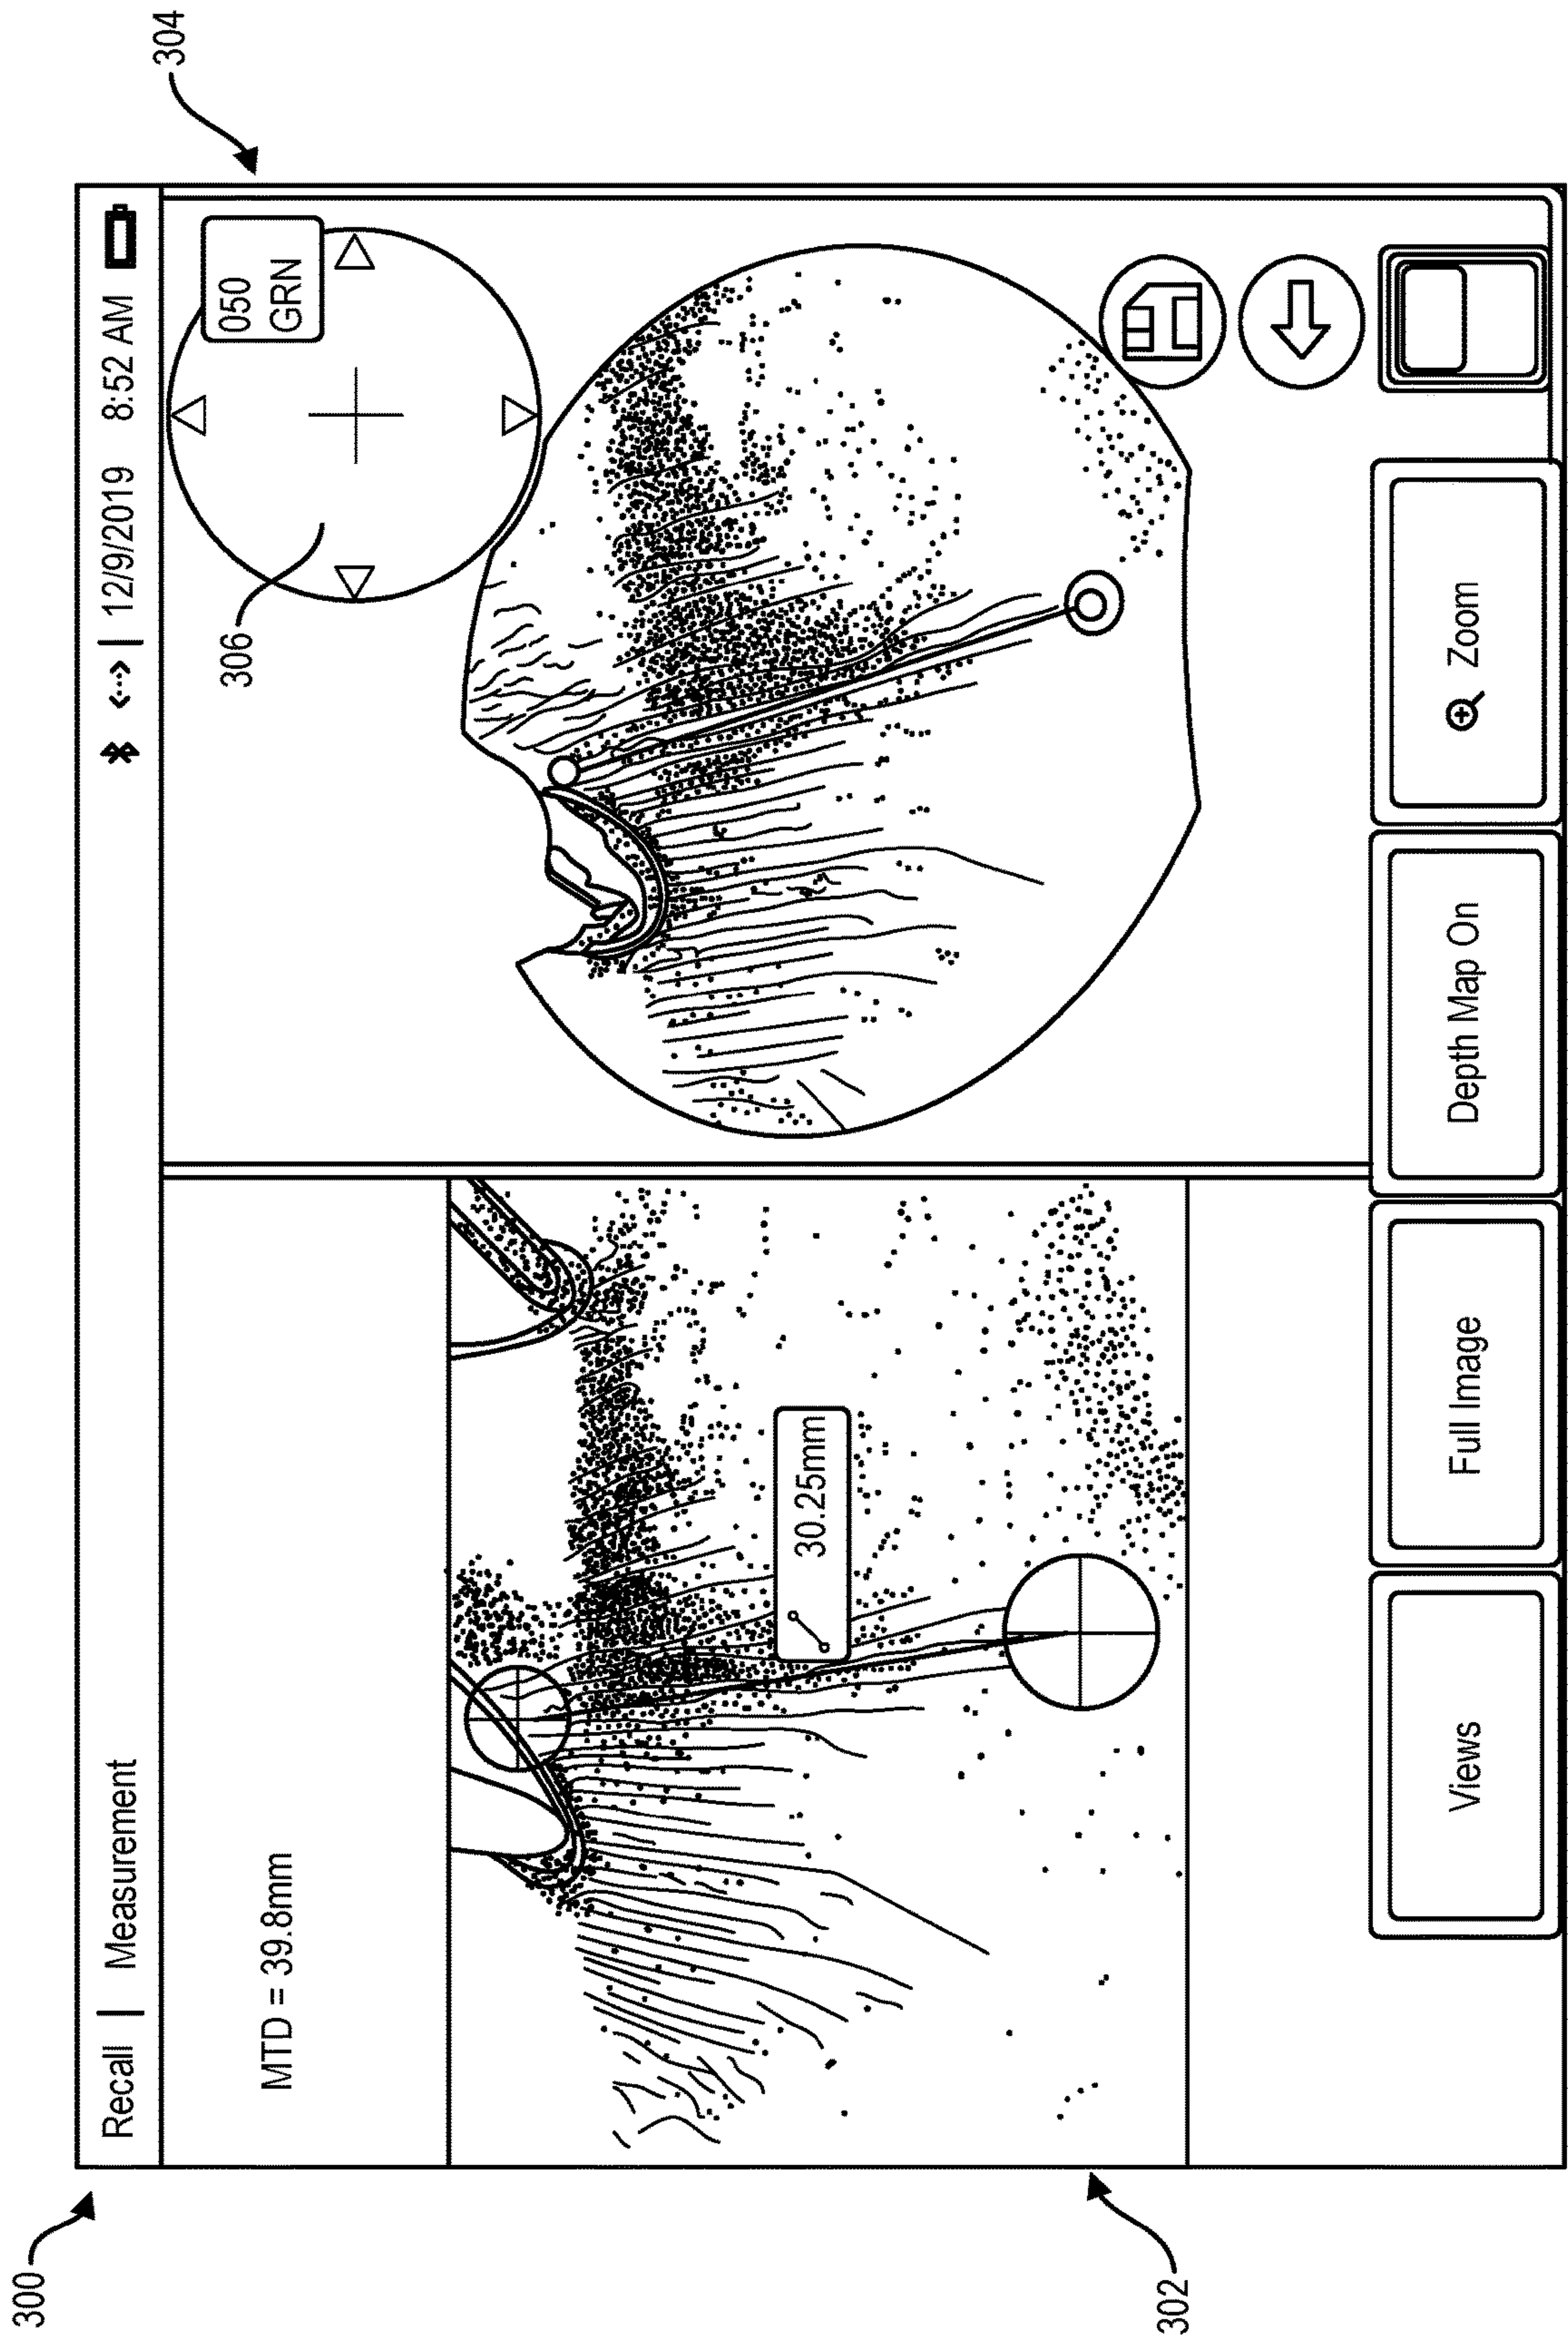 300
304
Recall | Measurement
12/9/2019 8:52 AM
MTD = 39.8mm
306
050
GRN
30.25mm
302
Views
Full Image
Depth Map On
Zoom